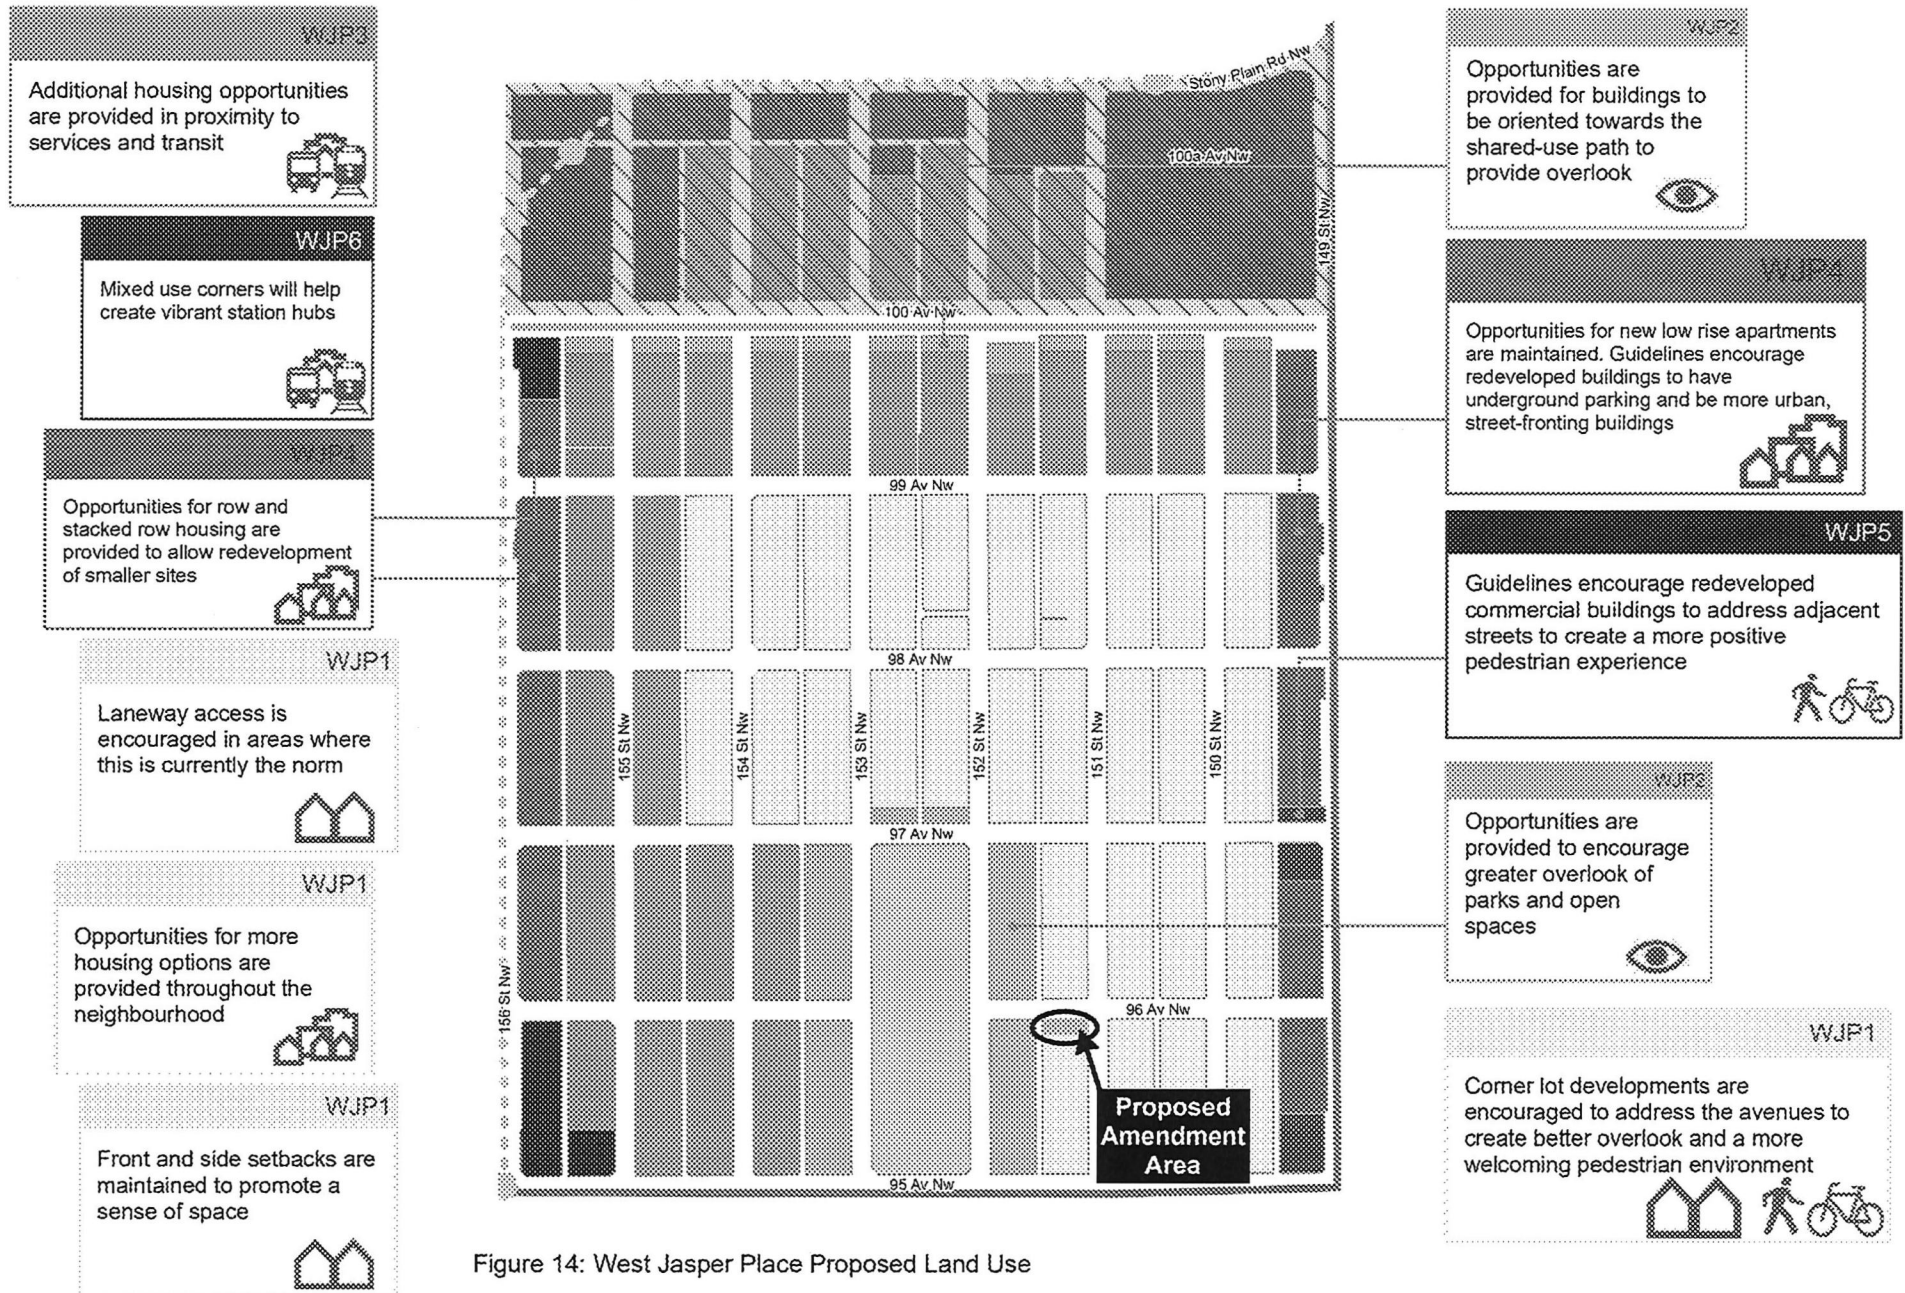 WJP3
Additional housing opportunities
are provided in proximity to
services and transit
WJP6
Mixed use corners will help
create vibrant station hubs
Opportunities for row and
stacked row housing are
provided to allow redevelopment
of smaller sites
WJP1
Laneway access is
encouraged in areas where
this is currently the norm
WJP1
Opportunities for more
housing options are
provided throughout the
neighbourhood
WJP1
Front and side setbacks are
maintained to promote a
sense of space
Stony Plain Rd Nw
100a Av Nw
149 St Nw
100 Av Nw
99 Av Nw
98 Av Nw
155 St Nw
154 St Nw
153 St Nw
152 St Nw
151 St Nw
150 St Nw
97 Av Nw
156 St Nw
96 Av Nw
Proposed
Amendment
Area
95 Av Nw
WJP2
Opportunities are
provided for buildings to
be oriented towards the
shared-use path to
provide overlook
WJP4
Opportunities for new low rise apartments
are maintained. Guidelines encourage
redeveloped buildings to have
underground parking and be more urban,
street-fronting buildings
WJP5
Guidelines encourage redeveloped
commercial buildings to address adjacent
streets to create a more positive
pedestrian experience
Opportunities are
provided to encourage
greater overlook of
parks and open
spaces
WJP1
Corner lot developments are
encouraged to address the avenues to
create better overlook and a more
welcoming pedestrian environment
Figure 14: West Jasper Place Proposed Land Use